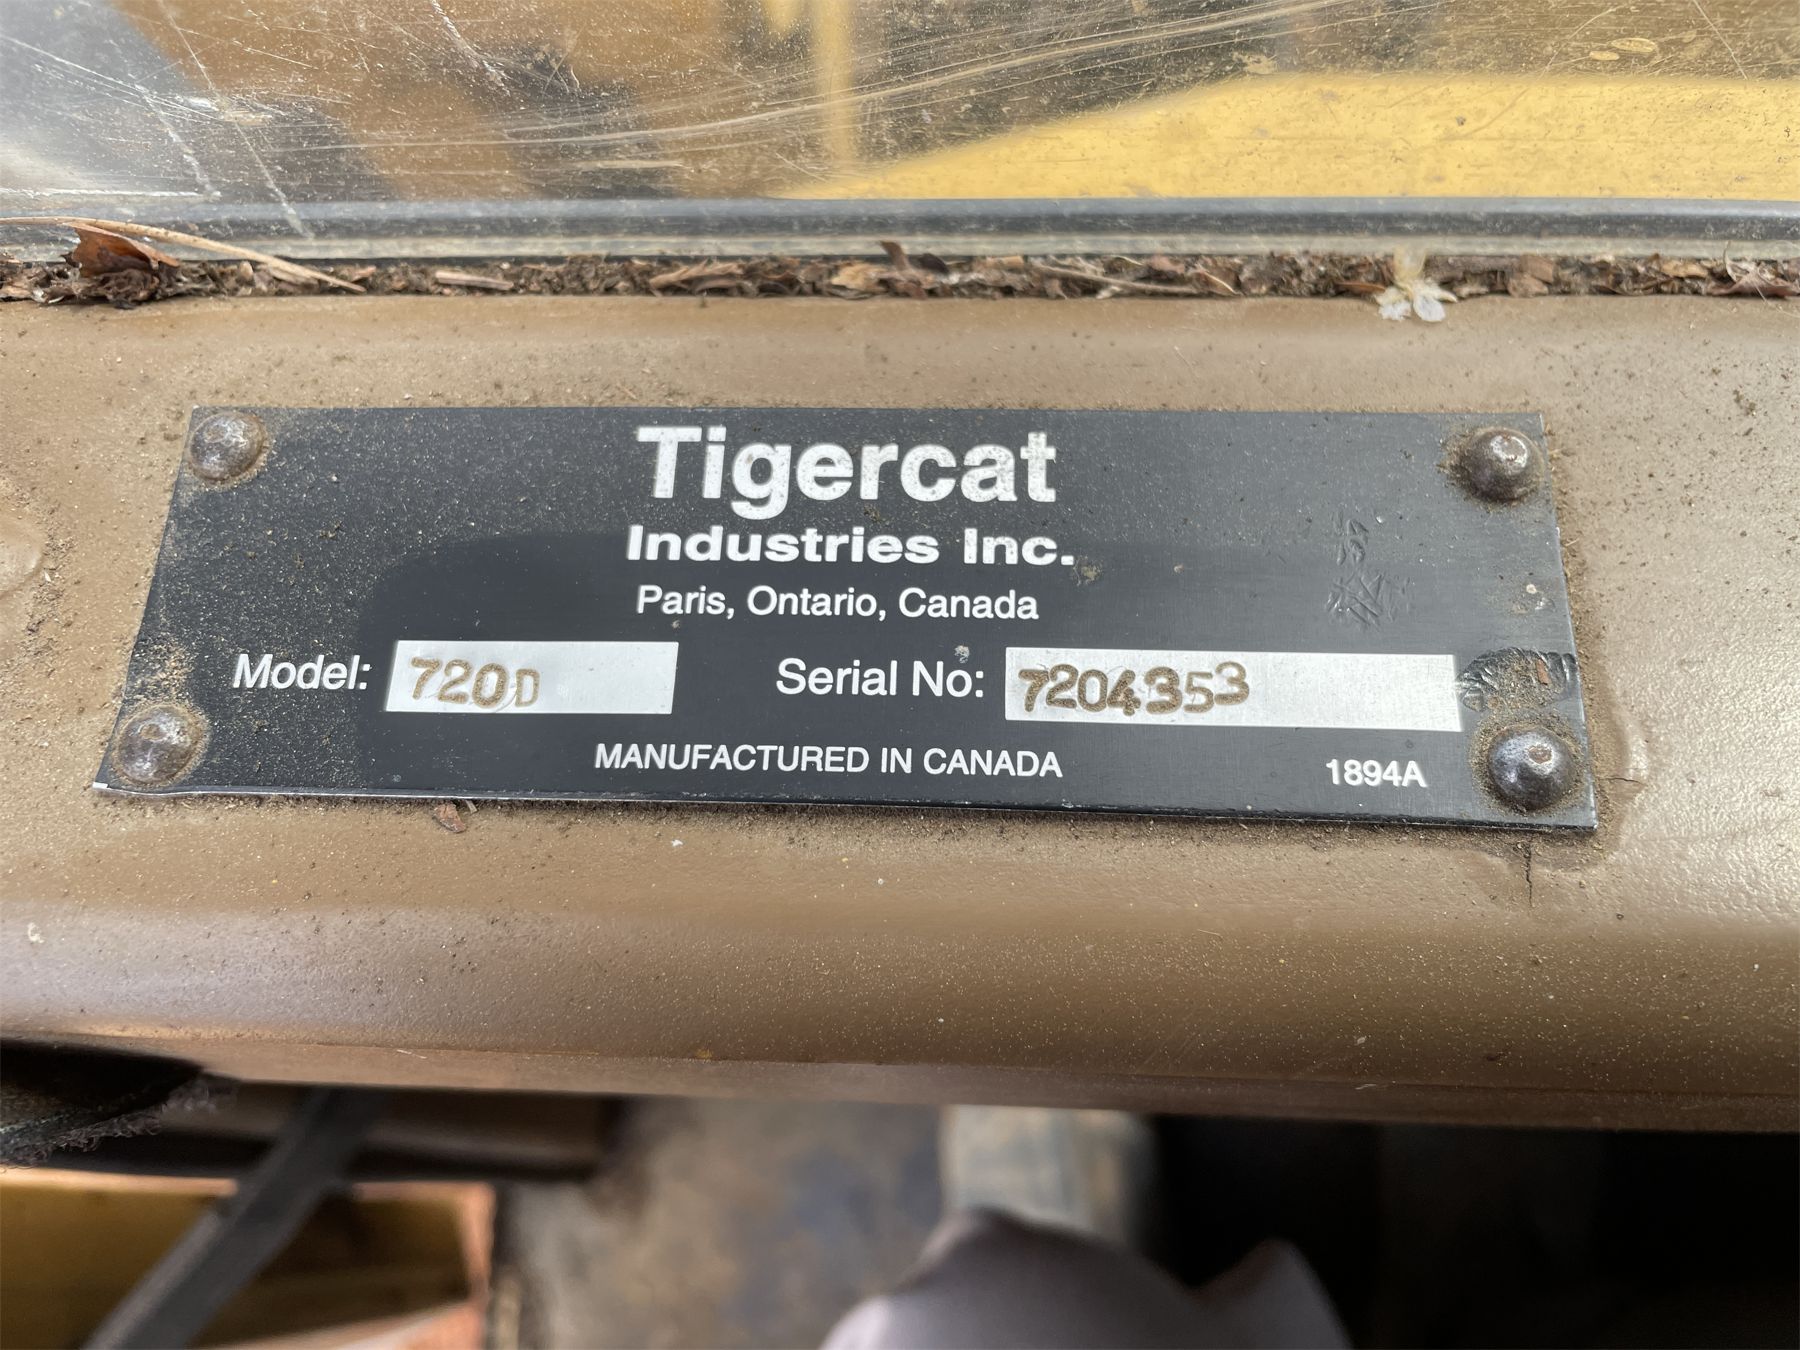 Tigercat
Industries Inc.
Paris, Ontario, Canada
Model: 720D Serial No: 7204353
MANUFACTURED IN CANADA 1894A